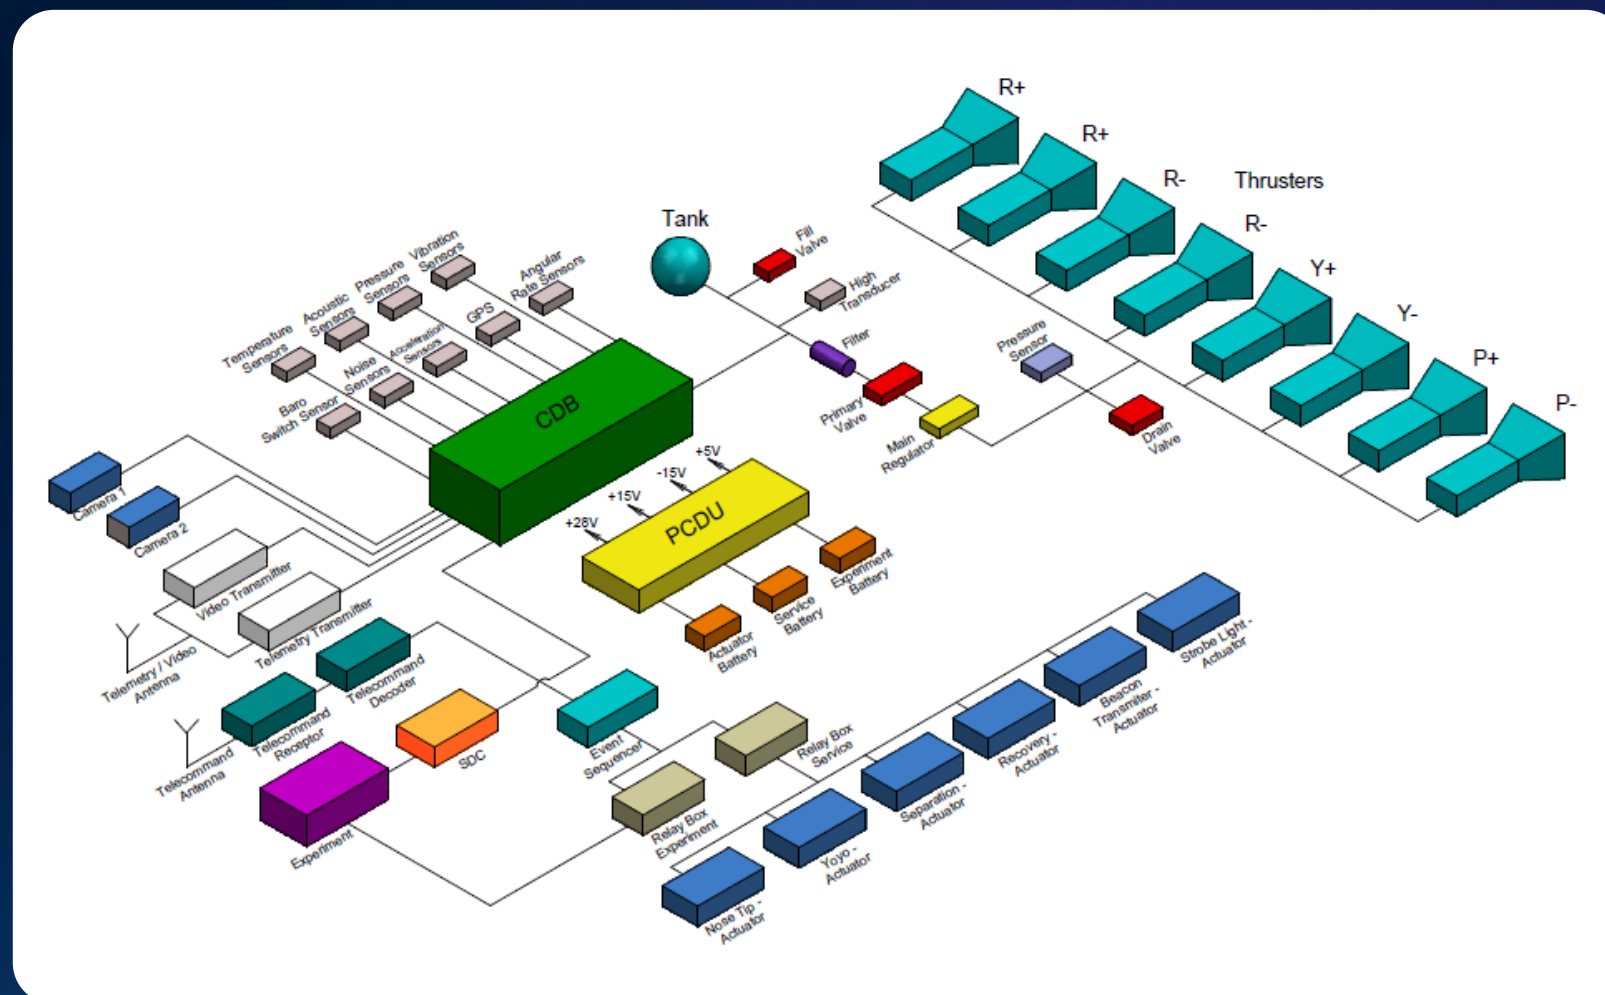 R+
R+
R-
Thrusters
R-
Y+
Y-
P+
P-
Tank
Fill
Valve
High
Transducer
Filter
Primary
Valve
Main
Regulator
Pressure
Sensor
Drain
Valve
Vibration
Sensors
Pressure
Sensors
Acoustic
Sensors
Temperature
Sensors
Angular
Rate Sensors
GPS
Acceleration
Sensors
Noise
Sensors
Baro
Switch Sensor
CDB
Camera 1
Camera 2
Video Transmitter
Telemetry Transmitter
Telemetry / Video
Antenna
Telecommand
Decoder
Telecommand
Receptor
Telecommand
Antenna
+5V
-15V
+15V
+28V
PCDU
Experiment
Battery
Service
Battery
Actuator
Battery
SDC
Experiment
Event
Sequencer
Relay Box
Service
Relay Box
Experiment
Strobe Light -
Actuator
Beacon
Transmiter -
Actuator
Recovery -
Actuator
Separation -
Actuator
Yoyo -
Actuator
Nose Tip -
Actuator